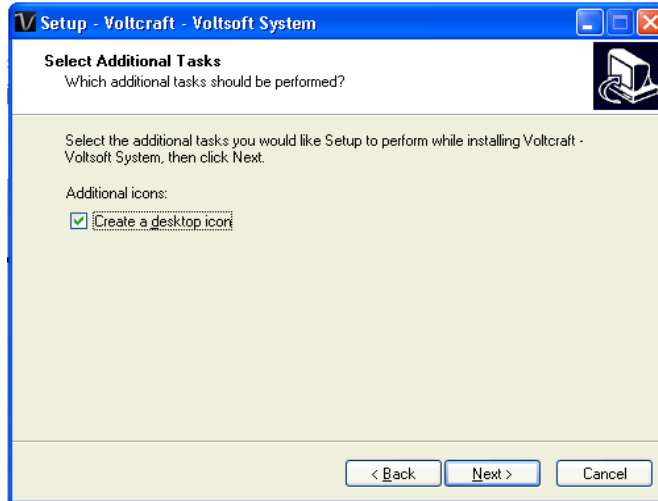 Setup - Voltcraft - Voltsoft System
Select Additional Tasks
Which additional tasks should be performed?
Select the additional tasks you would like Setup to perform while installing Voltcraft -
Voltsoft System, then click Next.
Additional icons:
Create a desktop icon
< Back Next > Cancel